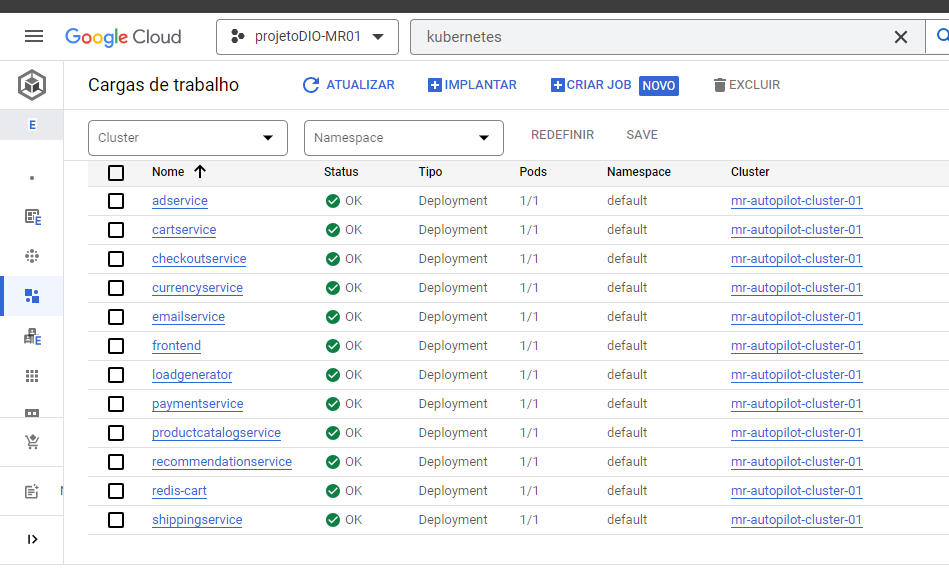 Google Cloud projetoDIO-MR01 kubernetes
Cargas de trabalho ATUALIZAR IMPLANTAR CRIAR JOB NOVO EXCLUIR
E
Cluster Namespace REDEFINIR SAVE
Nome Status Tipo Pods Namespace Cluster
adservice OK Deployment 1/1 default mr-autopilot-cluster-01
E
cartservice OK Deployment 1/1 default mr-autopilot-cluster-01
checkoutservice OK Deployment 1/1 default mr-autopilot-cluster-01
currencyservice OK Deployment 1/1 default mr-autopilot-cluster-01
emailservice OK Deployment 1/1 default mr-autopilot-cluster-01
E
frontend OK Deployment 1/1 default mr-autopilot-cluster-01
loadgenerator OK Deployment 1/1 default mr-autopilot-cluster-01
paymentservice OK Deployment 1/1 default mr-autopilot-cluster-01
productcatalogservice OK Deployment 1/1 default mr-autopilot-cluster-01
recommendationservice OK Deployment 1/1 default mr-autopilot-cluster-01
redis-cart OK Deployment 1/1 default mr-autopilot-cluster-01
shippingservice OK Deployment 1/1 default mr-autopilot-cluster-01